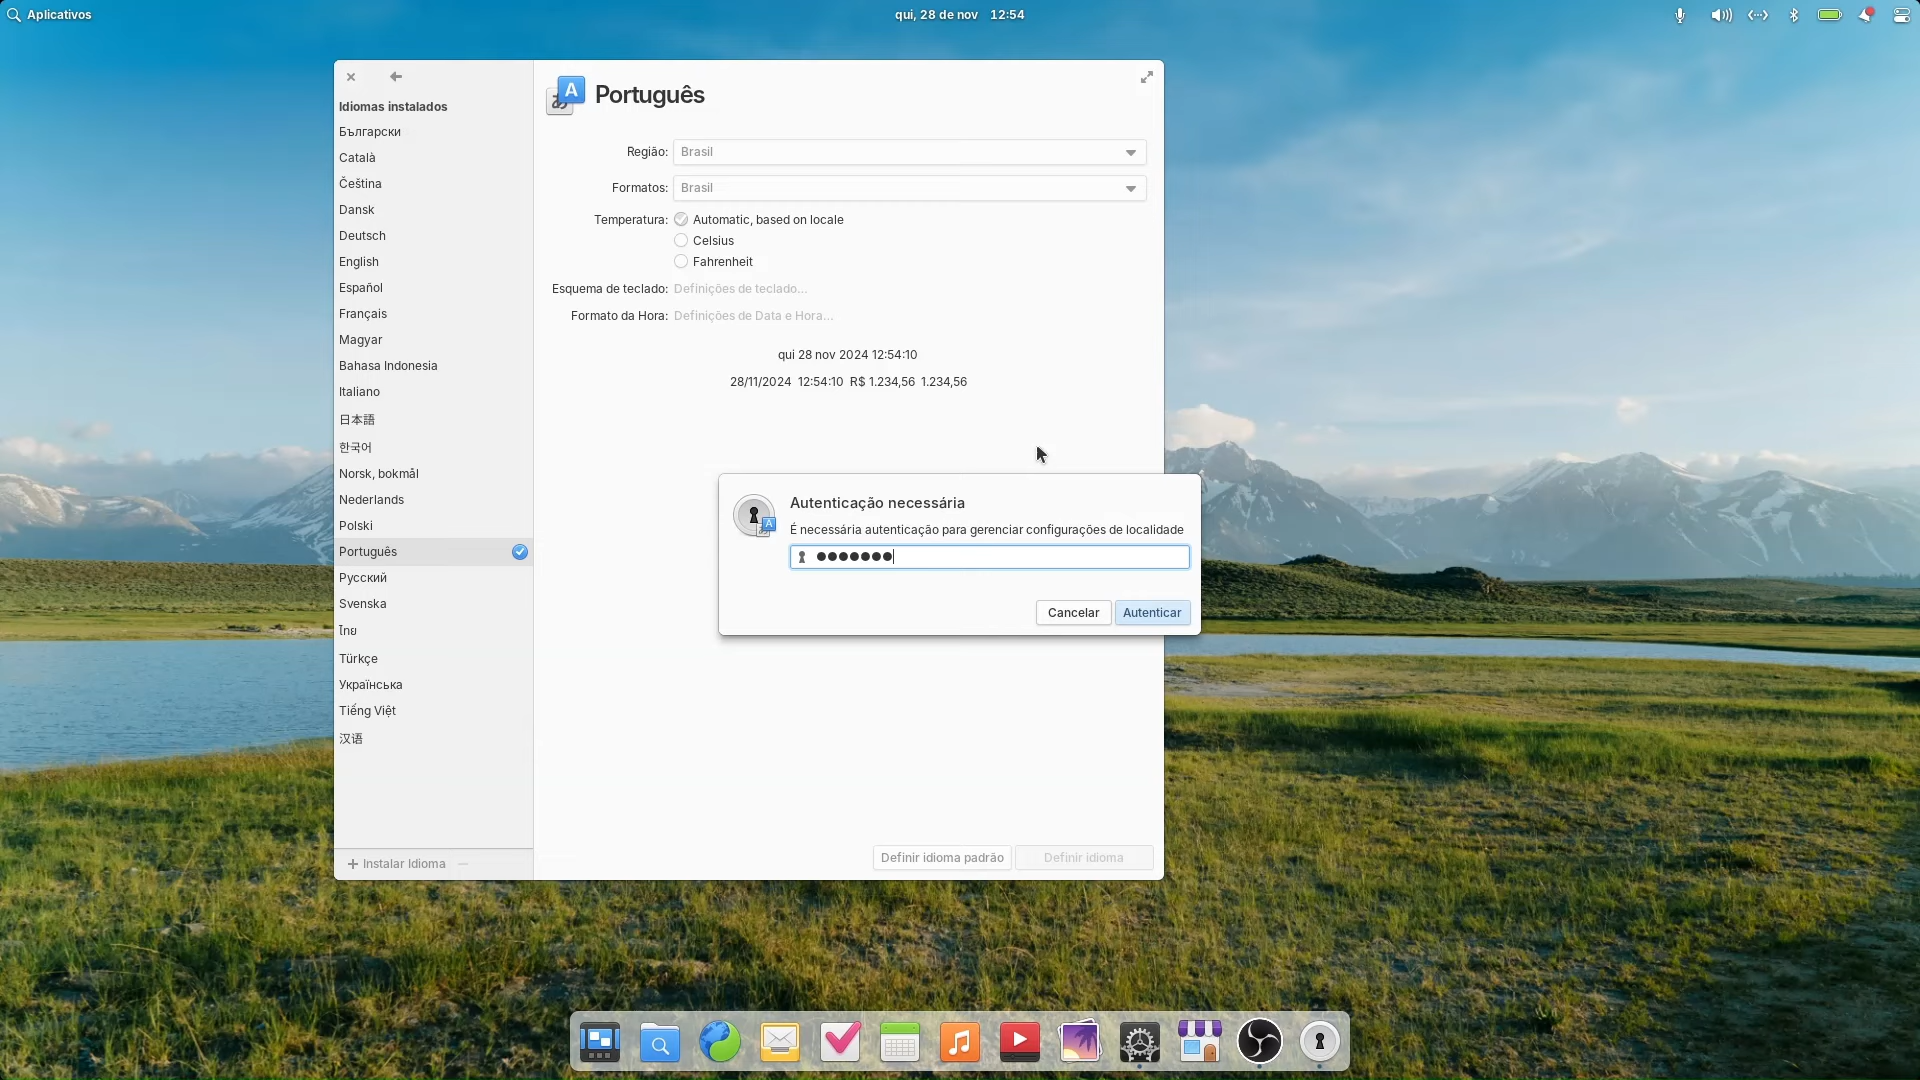 Aplicativos
qui, 28 de nov 12:54
Idiomas instalados
Български
Català
Čeština
Dansk
Deutsch
English
Español
Français
Magyar
Bahasa Indonesia
Italiano
日本語
한국어
Norsk, bokmål
Nederlands
Polski
Português
Русский
Svenska
ไทย
Türkçe
Українська
Tiếng Việt
汉语
Instalar Idioma
Português
Região: Brasil
Formatos: Brasil
Temperatura: Automatic, based on locale
Celsius
Fahrenheit
Esquema de teclado: Definições de teclado...
Formato da Hora: Definições de Data e Hora...
qui 28 nov 2024 12:54:10
28/11/2024 12:54:10 R$ 1.234,56 1.234,56
Autenticação necessária
É necessária autenticação para gerenciar configurações de localidade
Cancelar Autenticar
Definir idioma padrão Definir idioma